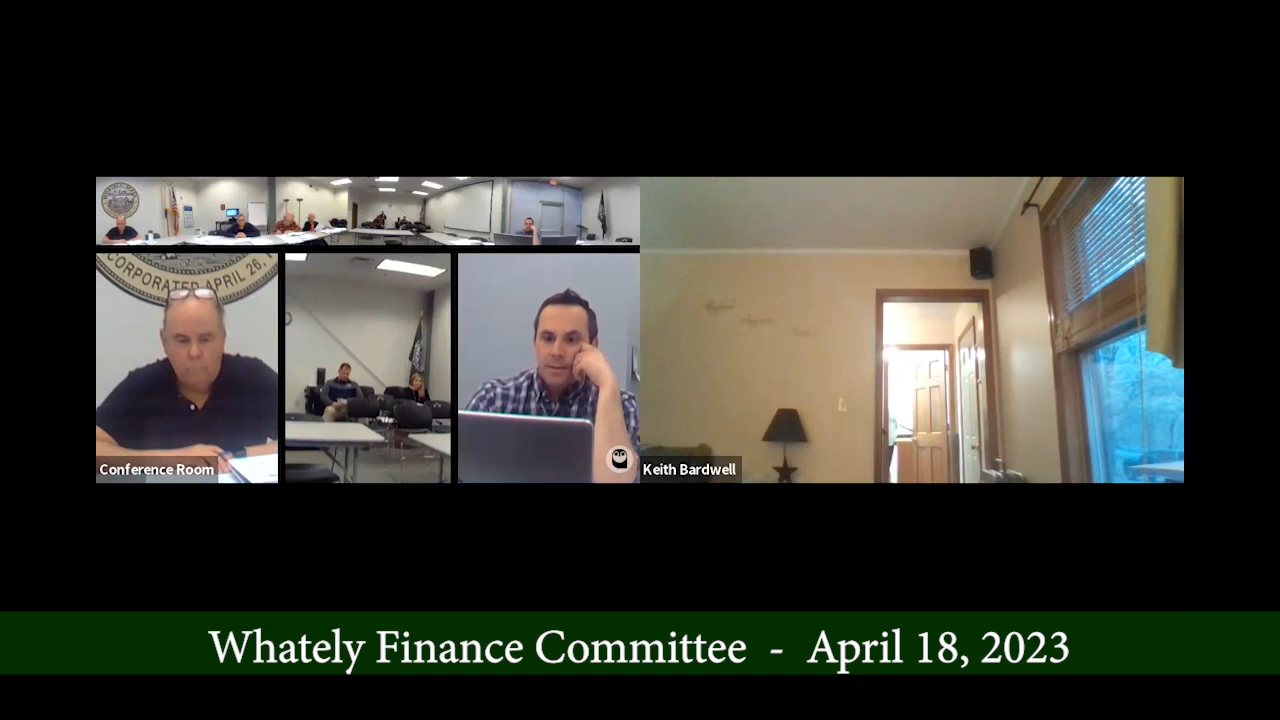 CORPORATED APRIL 26,
Conference Room
Keith Bardwell
Whately Finance Committee - April 18, 2023